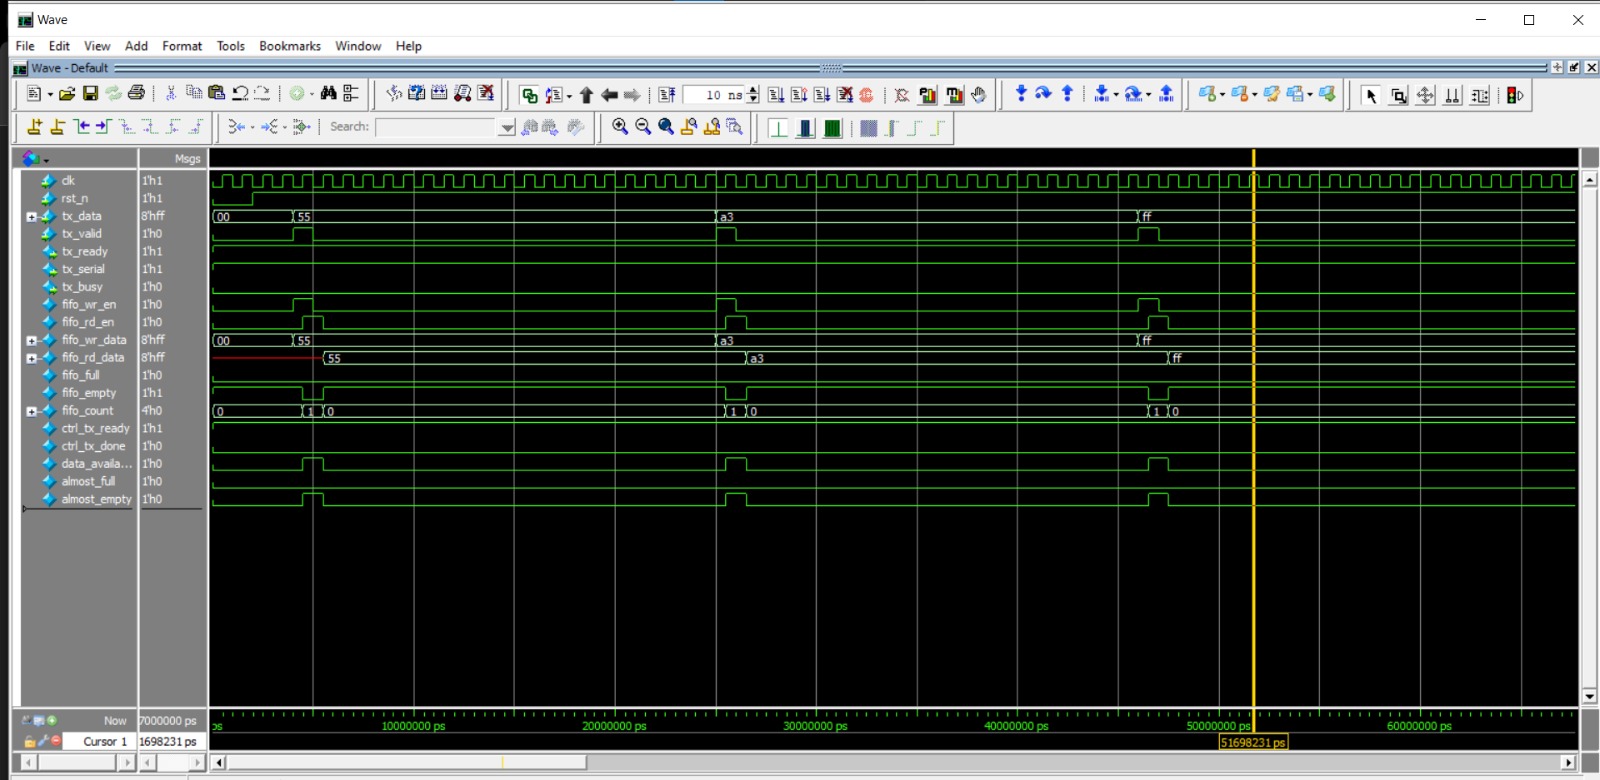 Wave
File Edit View Add Format Tools Bookmarks Window Help
Wave - Default
10 ns
Search:
Msgs
clk 1'h1
rst_n 1'h1
tx_data 8'hff 00 55 a3 ff
tx_valid 1'h0
tx_ready 1'h1
tx_serial 1'h1
tx_busy 1'h0
fifo_wr_en 1'h0
fifo_rd_en 1'h0
fifo_wr_data 8'hff 00 55 a3 ff
fifo_rd_data 8'hff 55 a3 ff
fifo_full 1'h0
fifo_empty 1'h1
fifo_count 4'h0 0 1 0 1 0 1 0
ctrl_tx_ready 1'h1
ctrl_tx_done 1'h0
data_availa... 1'h0
almost_full 1'h0
almost_empty 1'h0
Now 7000000 ps ps 10000000 ps 20000000 ps 30000000 ps 40000000 ps 50000000 ps 60000000 ps
Cursor 1 1698231 ps 51698231 ps